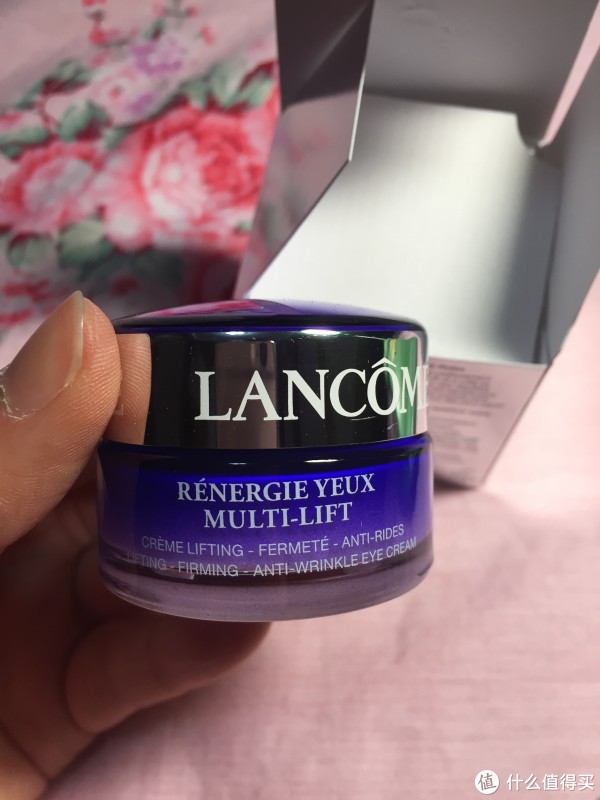 LANCÔME
RÉNERGIE YEUX
MULTI-LIFT
CRÈME LIFTING - FERMETÉ - ANTI-RIDES
LIFTING - FIRMING - ANTI-WRINKLE EYE CREAM
值 什么值得买